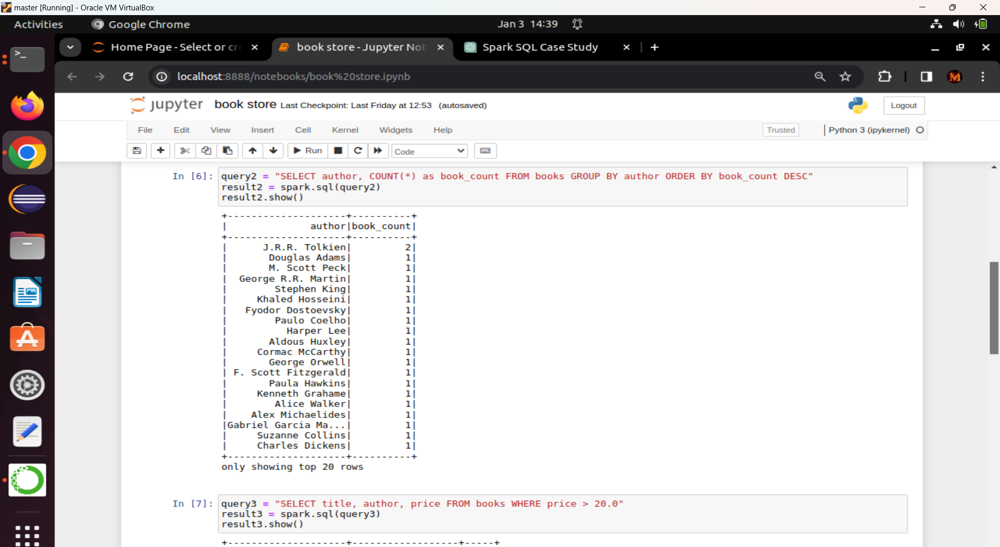 master [Running] - Oracle VM VirtualBox
Activities
Google Chrome
Jan 3 14:39
Home Page - Select or cre
book store - Jupyter Not
Spark SQL Case Study
localhost:8888/notebooks/book%20store.ipynb
jupyter book store Last Checkpoint: Last Friday at 12:53 (autosaved)
Logout
File Edit View Insert Cell Kernel Widgets Help
Trusted
Python 3 (ipykernel)
Run
Code
In [6]: query2 = "SELECT author, COUNT(*) as book_count FROM books GROUP BY author ORDER BY book_count DESC"
result2 = spark.sql(query2)
result2.show()
+--------------------+----------+
|              author|book_count|
+--------------------+----------+
|      J.R.R. Tolkien|         2|
|       Douglas Adams|         1|
|       M. Scott Peck|         1|
|  George R.R. Martin|         1|
|        Stephen King|         1|
|     Khaled Hosseini|         1|
|   Fyodor Dostoevsky|         1|
|        Paulo Coelho|         1|
|          Harper Lee|         1|
|       Aldous Huxley|         1|
|     Cormac McCarthy|         1|
|       George Orwell|         1|
| F. Scott Fitzgerald|         1|
|       Paula Hawkins|         1|
|     Kenneth Grahame|         1|
|        Alice Walker|         1|
|    Alex Michaelides|         1|
|Gabriel Garcia Ma...|         1|
|     Suzanne Collins|         1|
|     Charles Dickens|         1|
+--------------------+----------+
only showing top 20 rows
In [7]: query3 = "SELECT title, author, price FROM books WHERE price > 20.0"
result3 = spark.sql(query3)
result3.show()
+--------------------+------------------+-----+